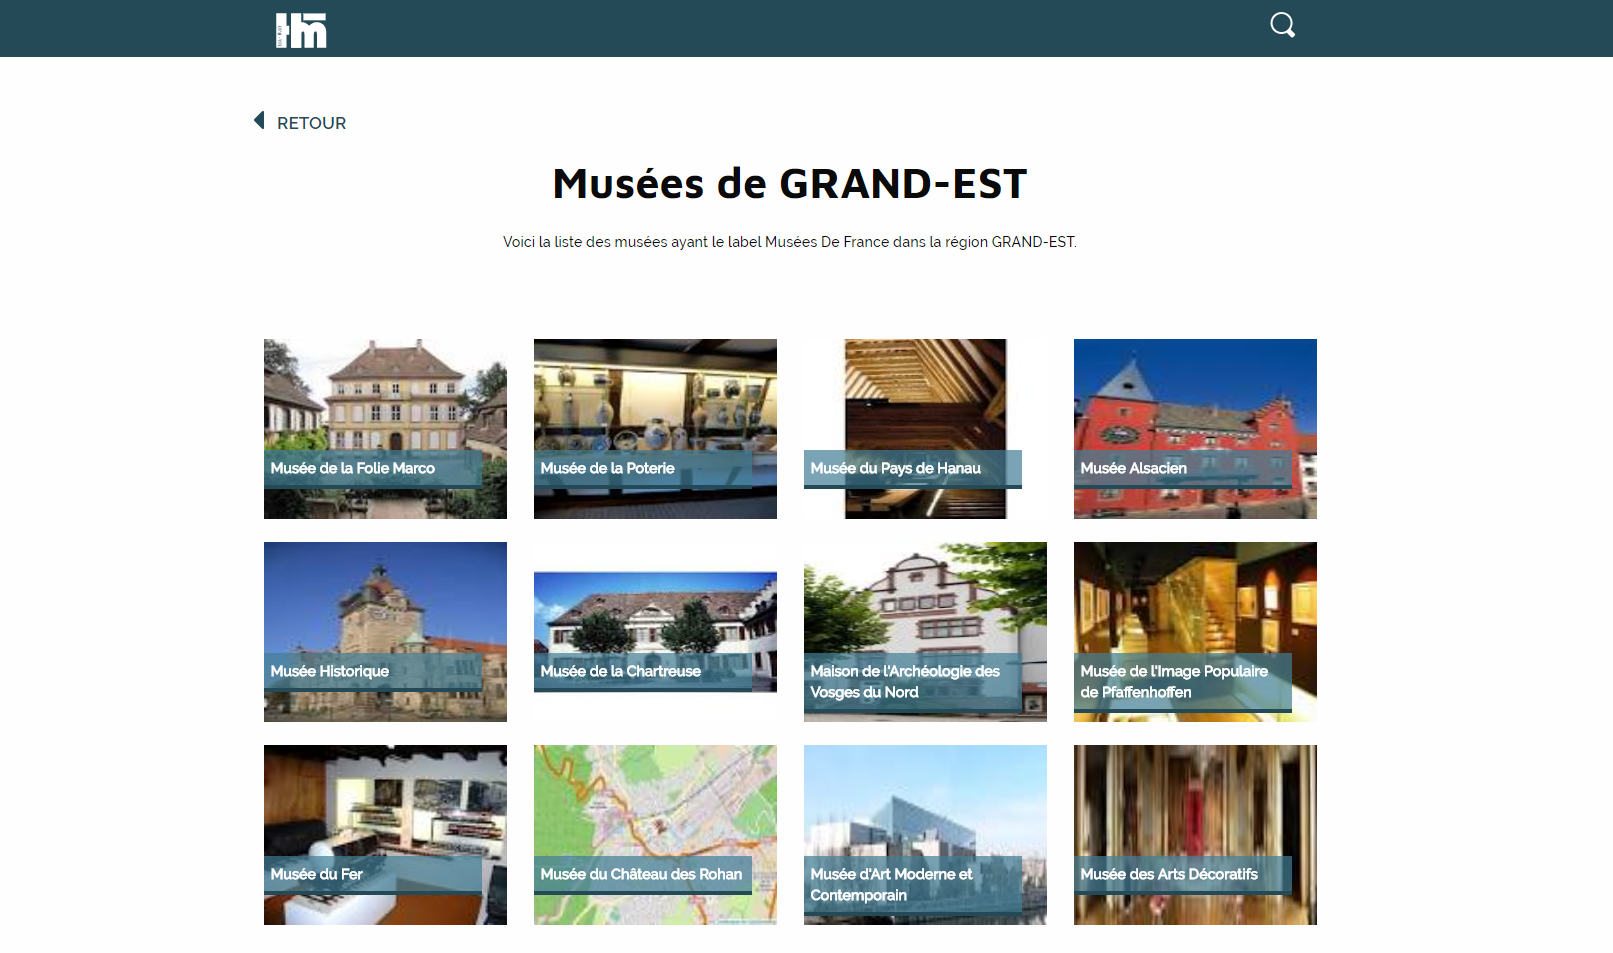 RETOUR
Musées de GRAND-EST
Voici la liste des musées ayant le label Musées De France dans la région GRAND-EST.
Musée de la Folie Marco
Musée de la Poterie
Musée du Pays de Hanau
Musée Alsacien
Musée Historique
Musée de la Chartreuse
Maison de l'Archéologie des
Vosges du Nord
Musée de l'Image Populaire
de Pfaffenhoffen
Musée du Fer
Musée du Château des Rohan
Musée d'Art Moderne et
Contemporain
Musée des Arts Décoratifs